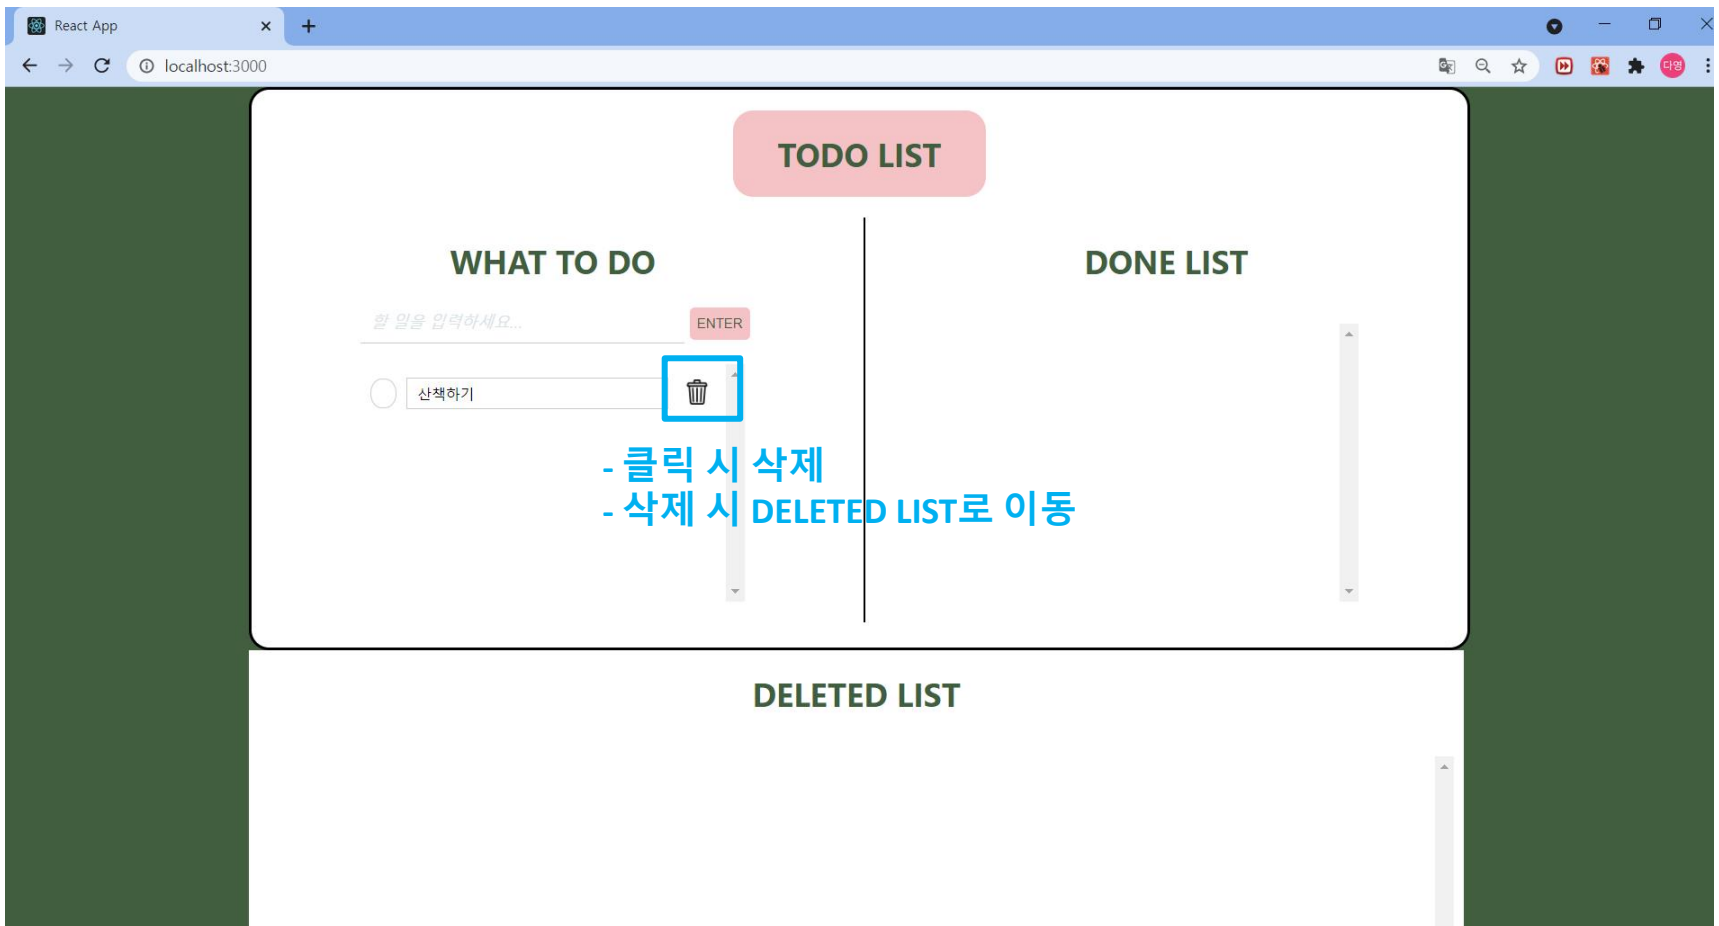 React App
localhost:3000
다영
TODO LIST
WHAT TO DO
DONE LIST
할 일을 입력하세요...
ENTER
산책하기
- 클릭 시 삭제
- 삭제 시 DELETED LIST로 이동
DELETED LIST